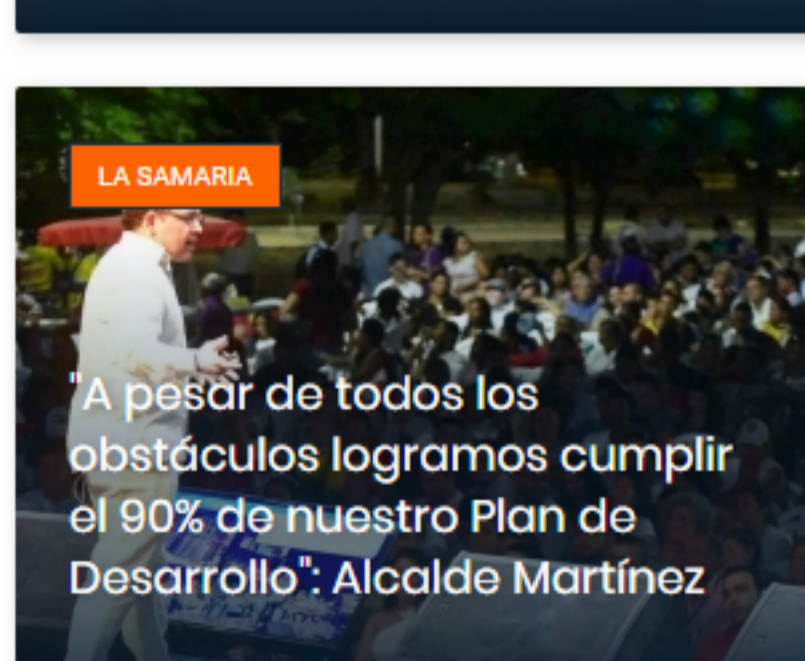 LA SAMARIA
"A pesar de todos los
obstáculos logramos cumplir
el 90% de nuestro Plan de
Desarrollo": Alcalde Martínez